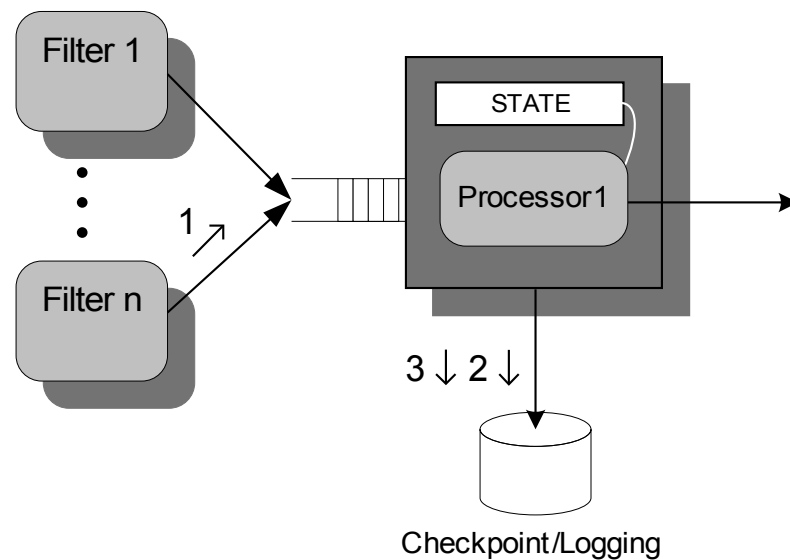 Filter 1
STATE
Processor1
1
Filter n
3 ↓ 2 ↓
Checkpoint/Logging